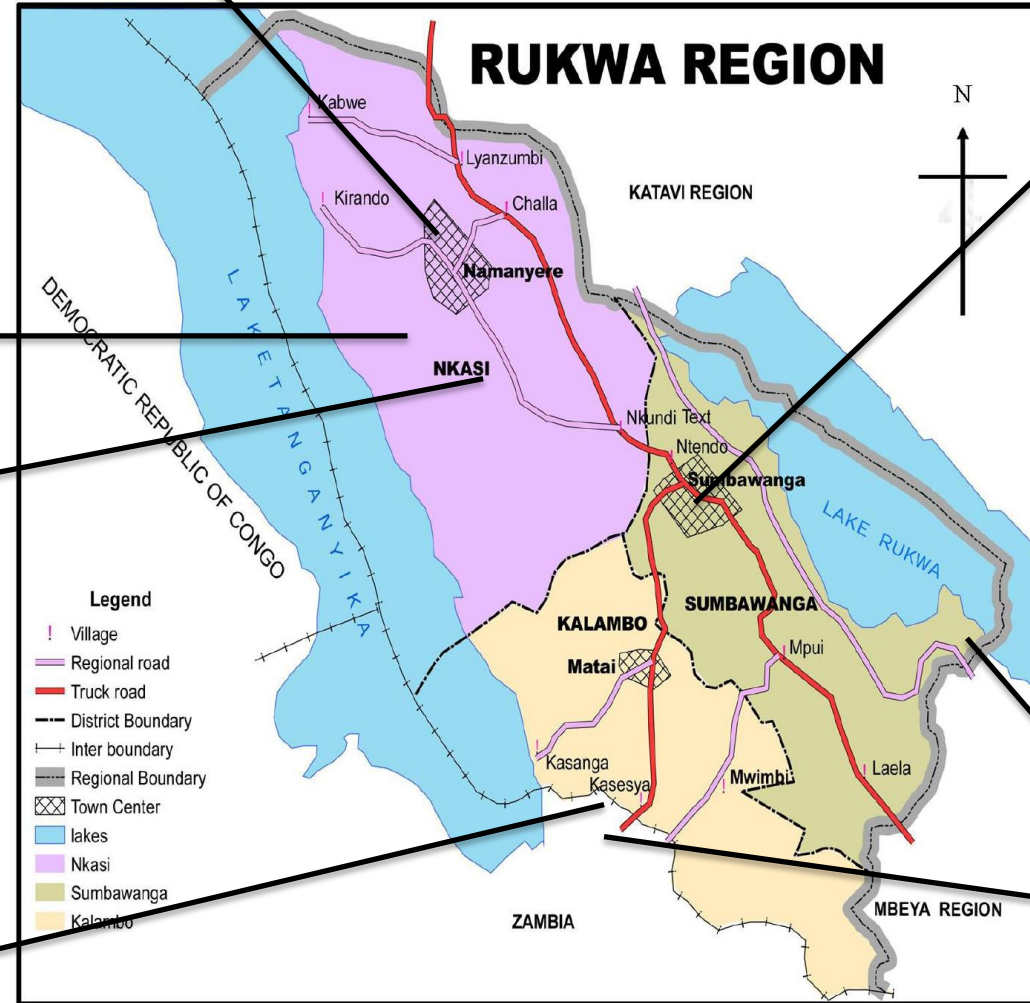 RUKWA REGION
N
Kabwe
Lyanzumbi
KATAVI REGION
Kirando
Challa
Namanyere
DEMOCRATIC REPUBLIC OF CONGO
LAKE TANGANYIKA
NKASI
Nkundi Text
Ntendo
Sumbawanga
LAKE RUKWA
SUMBAWANGA
KALAMBO
Matai
Mpui
Kasanga
Kasesya
Mwimbi
Laela
ZAMBIA
MBEYA REGION
Legend
Village
Regional road
Truck road
District Boundary
Inter boundary
Regional Boundary
Town Center
lakes
Nkasi
Sumbawanga
Kalambo